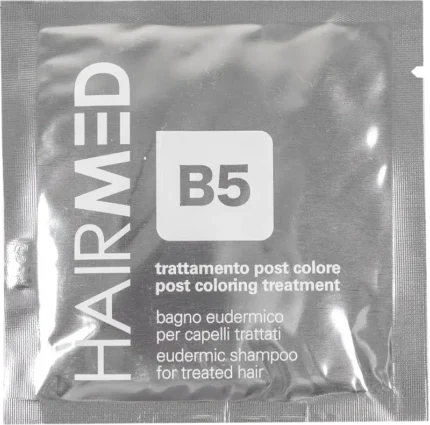 HAIRMED
B5
trattamento post colore
post coloring treatment
bagno eudermico
per capelli trattati
eudermic shampoo
for treated hair